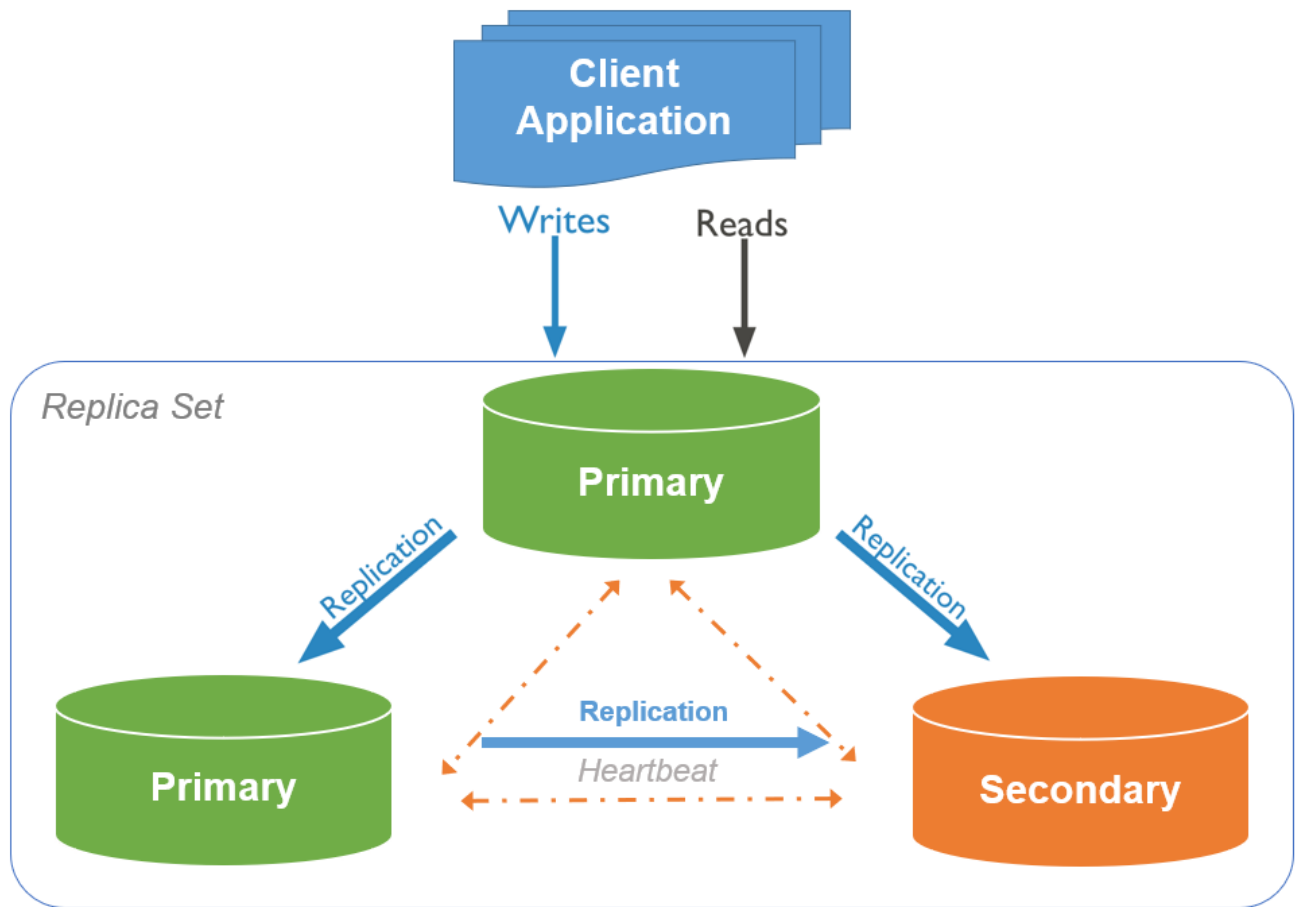 Client
Application
Writes
Reads
Replica Set
Primary
Replication
Replication
Replication
Heartbeat
Primary
Secondary